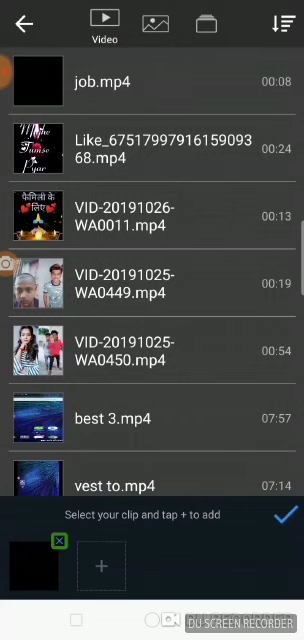 Video
job.mp4
00:08
Like_67517997916159093
68.mp4
00:24
फैमिली के
लिए
VID-20191026-
WA0011.mp4
00:13
VID-20191025-
WA0449.mp4
00:19
VID-20191025-
WA0450.mp4
00:54
best 3.mp4
07:57
vest to.mp4
07:14
Select your clip and tap + to add
DU SCREEN RECORDER